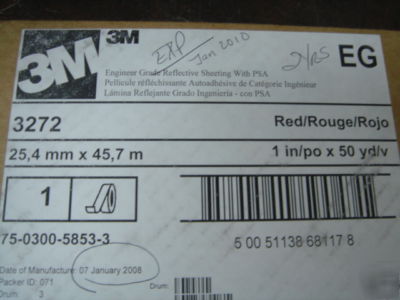 3M
EXP Jan 2010
2YRS EG
Engineer Grade Reflective Sheeting With PSA
Pellicule réfléchissante Autoadhésive de Catégorie Ingénieur
Lámina Reflejante Grado Ingeniería - con PSA
3272 Red/Rouge/Rojo
25,4 mm x 45,7 m 1 in/po x 50 yd/v
1
75-0300-5853-3 5 00 51138 68117 8
Date of Manufacture: 07 January 2008
Packer ID: 071
Drum: 3
Drum: